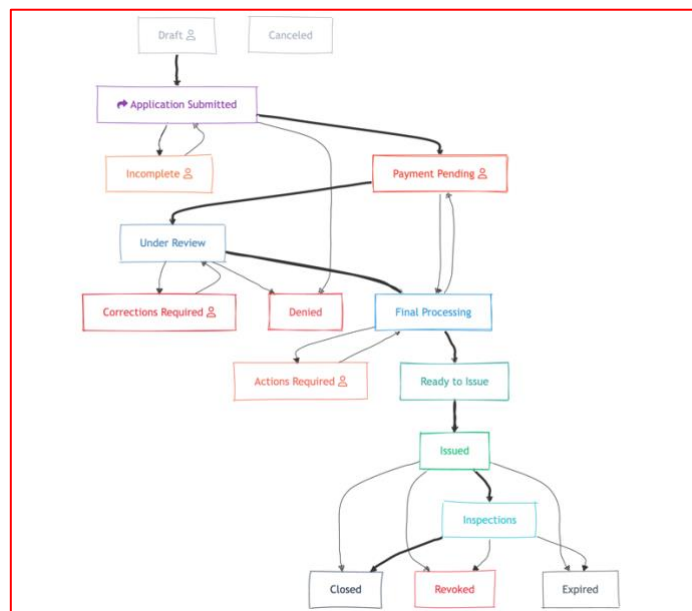 Draft
Canceled
Application Submitted
Incomplete
Payment Pending
Under Review
Corrections Required
Denied
Final Processing
Actions Required
Ready to Issue
Issued
Inspections
Closed
Revoked
Expired